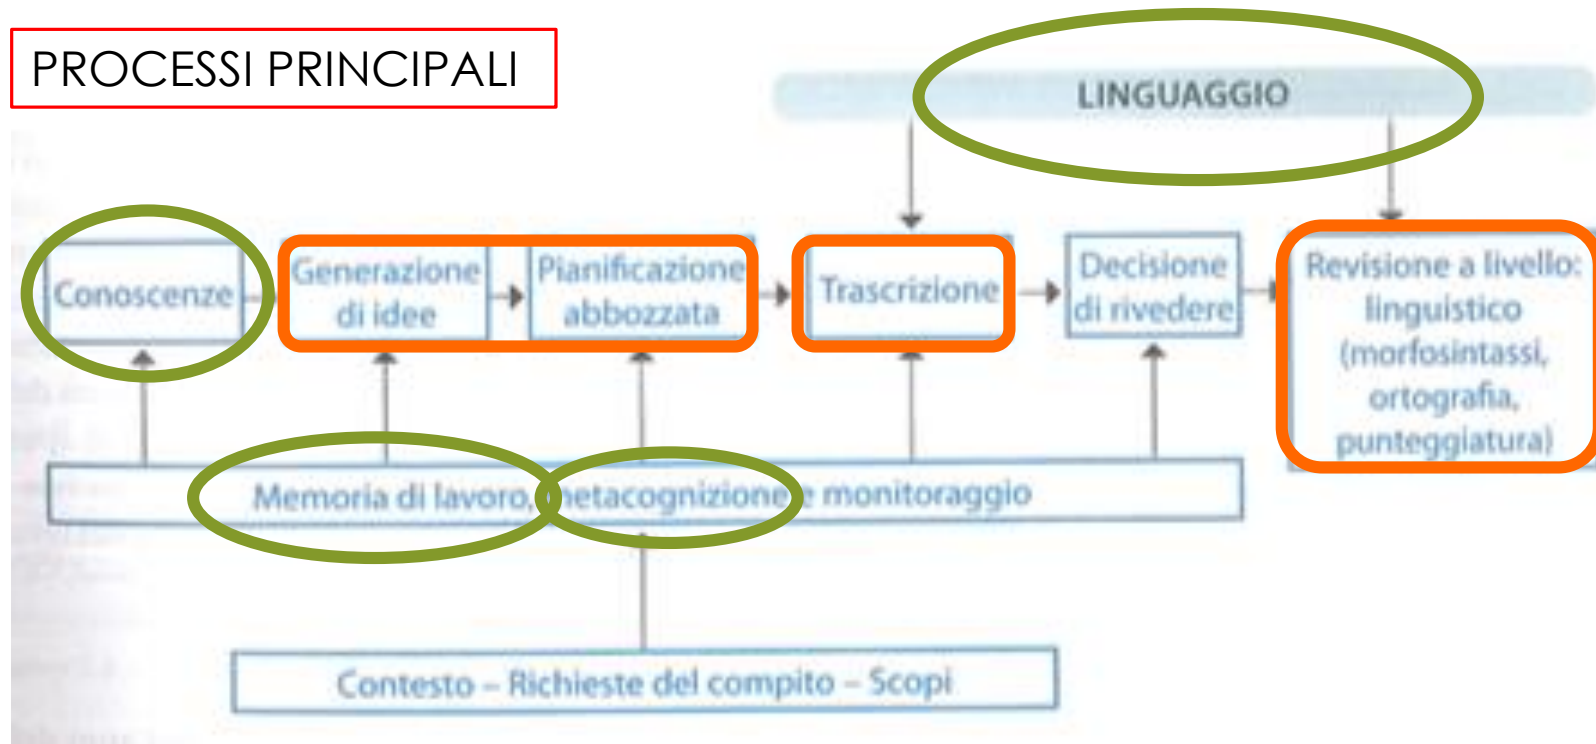 PROCESSI PRINCIPALI
LINGUAGGIO
Conoscenze
Generazione
di idee
Pianificazione
abbozzata
Trascrizione
Decisione
di rivedere
Revisione a livello:
linguistico
(morfosintassi,
ortografia,
punteggiatura)
Memoria di lavoro, metacognizione e monitoraggio
Contesto – Richieste del compito – Scopi